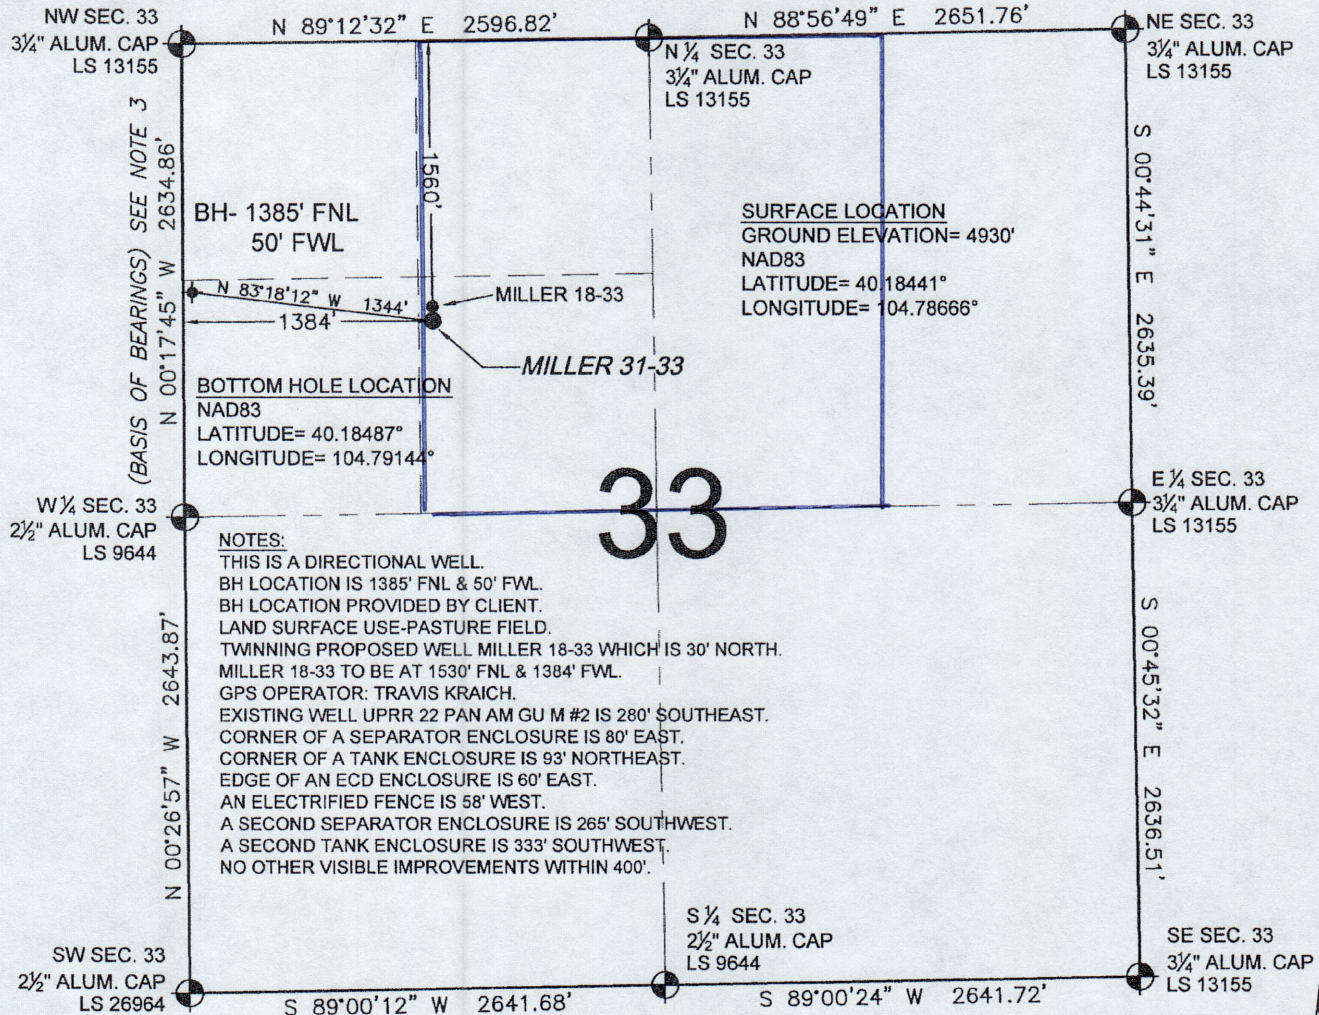 NW SEC. 33
3¼" ALUM. CAP
LS 13155
N 89°12'32" E 2596.82'
N ¼ SEC. 33
3¼" ALUM. CAP
LS 13155
N 88°56'49" E 2651.76'
NE SEC. 33
3¼" ALUM. CAP
LS 13155
(BASIS OF BEARINGS) SEE NOTE 3
N 00°17'45" W 2634.86'
BH- 1385' FNL
50' FWL
1560'
SURFACE LOCATION
GROUND ELEVATION= 4930'
NAD83
LATITUDE= 40.18441°
LONGITUDE= 104.78666°
S 00°44'31" E 2635.39'
N 83°18'12" W 1344'
1384'
MILLER 18-33
MILLER 31-33
BOTTOM HOLE LOCATION
NAD83
LATITUDE= 40.18487°
LONGITUDE= 104.79144°
W ¼ SEC. 33
2½" ALUM. CAP
LS 9644
33
E ¼ SEC. 33
3¼" ALUM. CAP
LS 13155
NOTES:
THIS IS A DIRECTIONAL WELL.
BH LOCATION IS 1385' FNL & 50' FWL.
BH LOCATION PROVIDED BY CLIENT.
LAND SURFACE USE-PASTURE FIELD.
TWINNING PROPOSED WELL MILLER 18-33 WHICH IS 30' NORTH.
MILLER 18-33 TO BE AT 1530' FNL & 1384' FWL.
GPS OPERATOR: TRAVIS KRAICH.
EXISTING WELL UPRR 22 PAN AM GU M #2 IS 280' SOUTHEAST.
CORNER OF A SEPARATOR ENCLOSURE IS 80' EAST.
CORNER OF A TANK ENCLOSURE IS 93' NORTHEAST.
EDGE OF AN ECD ENCLOSURE IS 60' EAST.
AN ELECTRIFIED FENCE IS 58' WEST.
A SECOND SEPARATOR ENCLOSURE IS 265' SOUTHWEST.
A SECOND TANK ENCLOSURE IS 333' SOUTHWEST.
NO OTHER VISIBLE IMPROVEMENTS WITHIN 400'.
N 00°26'57" W 2643.87'
S 00°45'32" E 2636.51'
SW SEC. 33
2½" ALUM. CAP
LS 26964
S 89°00'12" W 2641.68'
S ¼ SEC. 33
2½" ALUM. CAP
LS 9644
S 89°00'24" W 2641.72'
SE SEC. 33
3¼" ALUM. CAP
LS 13155